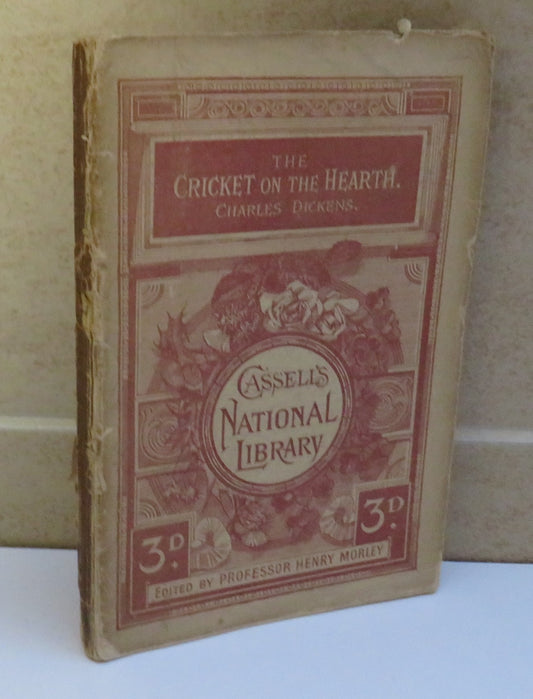 THE
CRICKET ON THE HEARTH.
CHARLES DICKENS.
CASSELL'S
NATIONAL
LIBRARY
3D.
3D.
EDITED BY PROFESSOR HENRY MORLEY